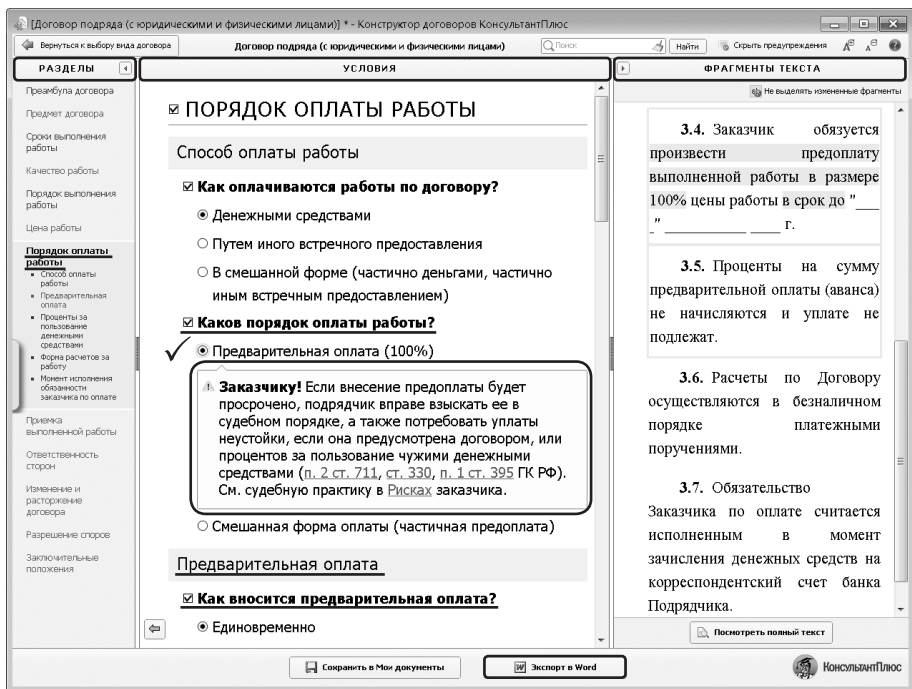 [Договор подряда (с юридическими и физическими лицами)] * - Конструктор договоров КонсультантПлюс
Вернуться к выбору вида договора
Договор подряда (с юридическими и физическими лицами)
Поиск
Найти
Скрыть предупреждения
РАЗДЕЛЫ
УСЛОВИЯ
ФРАГМЕНТЫ ТЕКСТА
Преамбула договора
Предмет договора
Сроки выполнения
работы
Качество работы
Порядок выполнения
работы
Цена работы
Порядок оплаты
работы
Способ оплаты
работы
Предварительная
оплата
Проценты за
пользование
денежными
средствами
Форма расчетов за
работу
Момент исполнения
обязанности
заказчика по оплате
Приемка
выполненной работы
Ответственность
сторон
Изменение и
расторжение
договора
Разрешение споров
Заключительные
положения
ПОРЯДОК ОПЛАТЫ РАБОТЫ
Способ оплаты работы
Как оплачиваются работы по договору?
Денежными средствами
Путем иного встречного предоставления
В смешанной форме (частично деньгами, частично
иным встречным предоставлением)
Каков порядок оплаты работы?
Предварительная оплата (100%)
Заказчику! Если внесение предоплаты будет
просрочено, подрядчик вправе взыскать ее в
судебном порядке, а также потребовать уплаты
неустойки, если она предусмотрена договором, или
процентов за пользование чужими денежными
средствами (п. 2 ст. 711, ст. 330, п. 1 ст. 395 ГК РФ).
См. судебную практику в Рисках заказчика.
Смешанная форма оплаты (частичная предоплата)
Предварительная оплата
Как вносится предварительная оплата?
Единовременно
Не выделять измененные фрагменты
3.4. Заказчик обязуется
произвести предоплату
выполненной работы в размере
100% цены работы в срок до "___
_" ____________ ____ г.
3.5. Проценты на сумму
предварительной оплаты (аванса)
не начисляются и уплате не
подлежат.
3.6. Расчеты по Договору
осуществляются в безналичном
порядке платежными
поручениями.
3.7. Обязательство
Заказчика по оплате считается
исполненным в момент
зачисления денежных средств на
корреспондентский счет банка
Подрядчика.
Посмотреть полный текст
Сохранить в Мои документы
Экспорт в Word
КонсультантПлюс